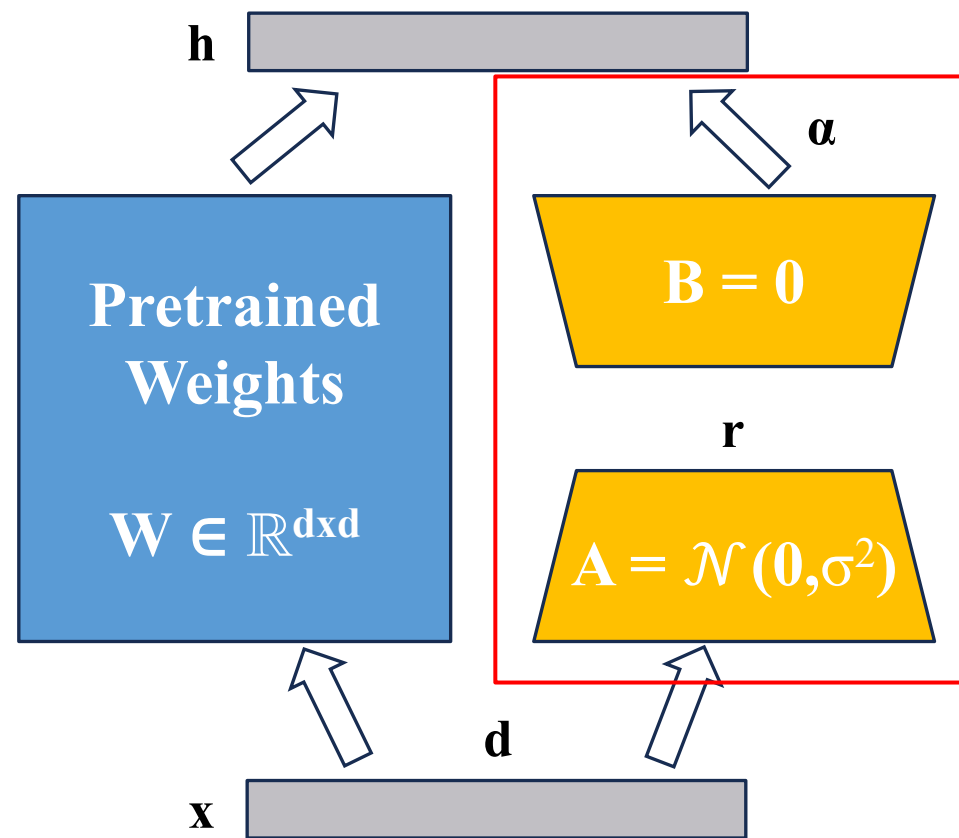 h
α
Pretrained
Weights
W ∈ ℝᵈˣᵈ
B = 0
r
A = 𝒩 (0,σ²)
d
x